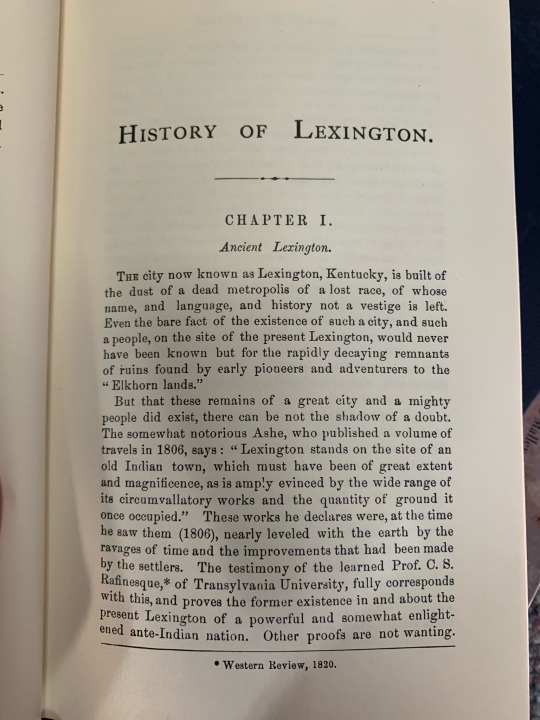 HISTORY OF LEXINGTON.
CHAPTER I.
Ancient Lexington.
THE city now known as Lexington, Kentucky, is built of
the dust of a dead metropolis of a lost race, of whose
name, and language, and history not a vestige is left.
Even the bare fact of the existence of such a city, and such
a people, on the site of the present Lexington, would never
have been known but for the rapidly decaying remnants
of ruins found by early pioneers and adventurers to the
“Elkhorn lands.”
But that these remains of a great city and a mighty
people did exist, there can be not the shadow of a doubt.
The somewhat notorious Ashe, who published a volume of
travels in 1806, says: “Lexington stands on the site of an
old Indian town, which must have been of great extent
and magnificence, as is amply evinced by the wide range of
its circumvallatory works and the quantity of ground it
once occupied.” These works he declares were, at the time
he saw them (1806), nearly leveled with the earth by the
ravages of time and the improvements that had been made
by the settlers. The testimony of the learned Prof. C. S.
Rafinesque,* of Transylvania University, fully corresponds
with this, and proves the former existence in and about the
present Lexington of a powerful and somewhat enlight-
ened ante-Indian nation. Other proofs are not wanting.
* Western Review, 1820.